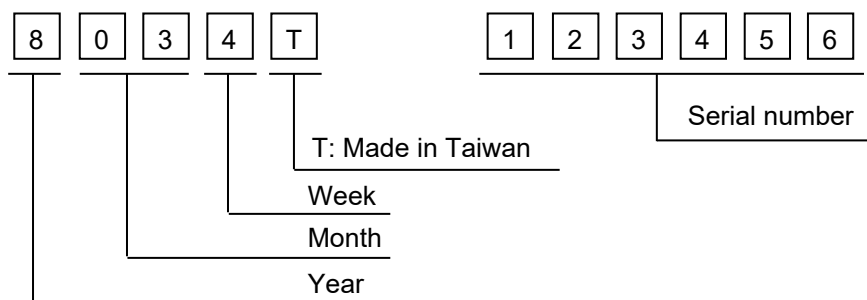 8 0 3 4 T 1 2 3 4 5 6
Serial number
T: Made in Taiwan
Week
Month
Year